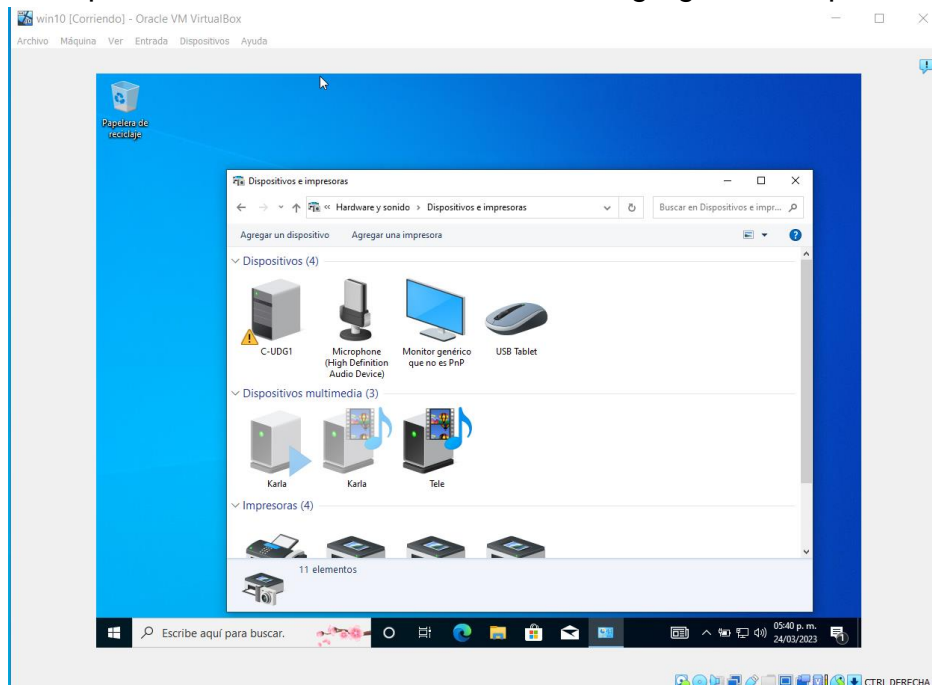 win10 [Corriendo] - Oracle VM VirtualBox
Archivo Máquina Ver Entrada Dispositivos Ayuda
Papelera de
reciclaje
Dispositivos e impresoras
« Hardware y sonido › Dispositivos e impresoras
Buscar en Dispositivos e impr...
Agregar un dispositivo Agregar una impresora
Dispositivos (4)
C-UDG1
Microphone
(High Definition
Audio Device)
Monitor genérico
que no es PnP
USB Tablet
Dispositivos multimedia (3)
Karla
Karla
Tele
Impresoras (4)
11 elementos
Escribe aquí para buscar.
05:40 p. m.
24/03/2023
1
CTRL DERECHA